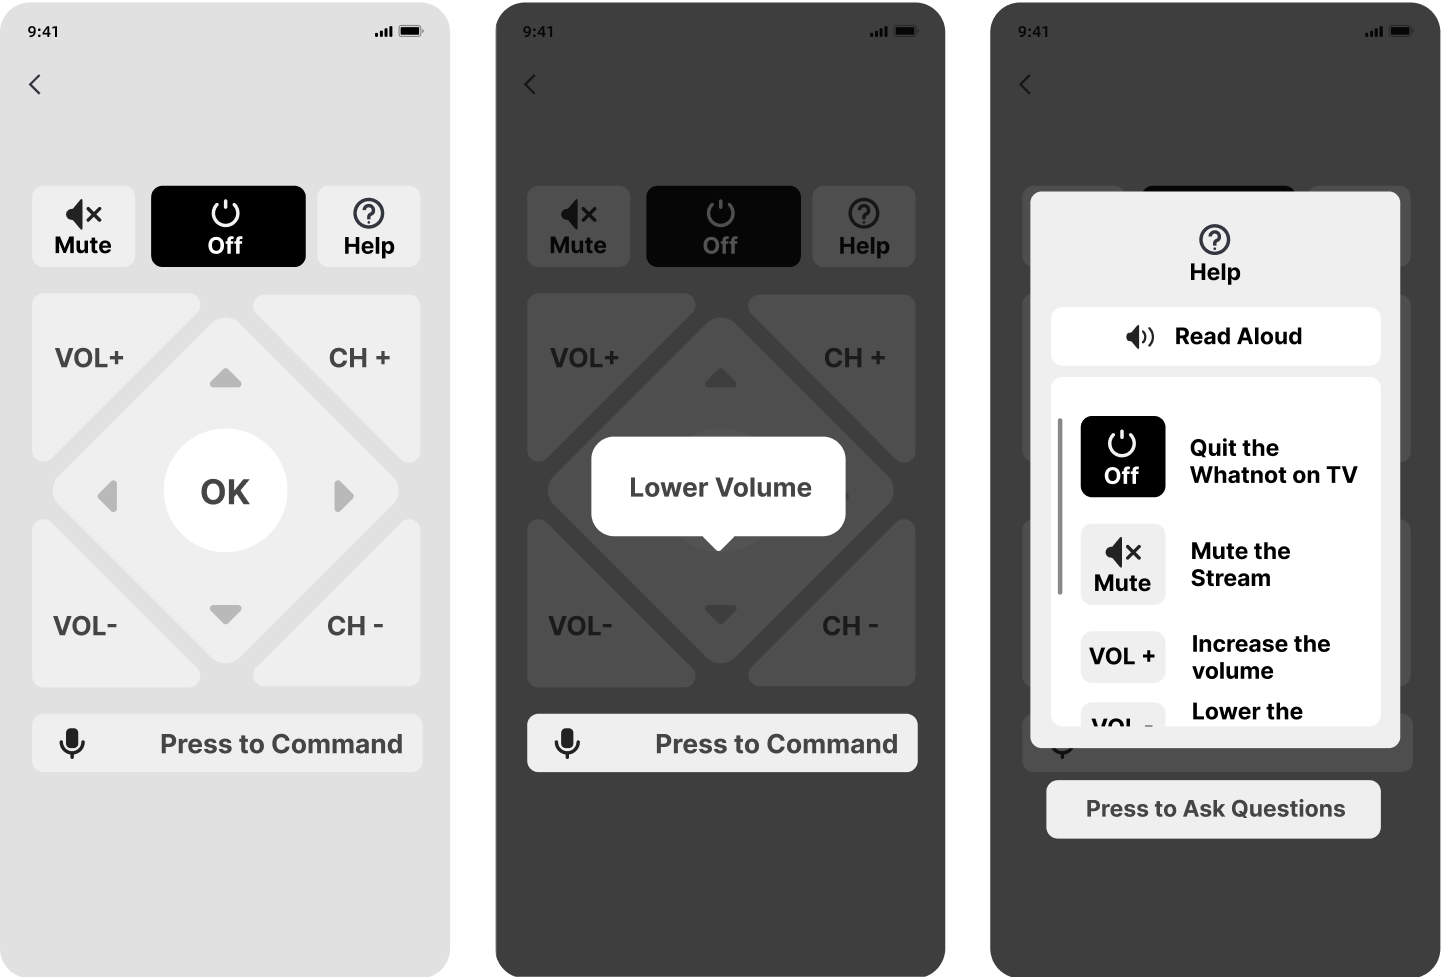 9:41
Mute
Off
Help
VOL+
CH +
OK
VOL-
CH -
Press to Command
9:41
Mute
Off
Help
VOL+
CH +
Lower Volume
VOL-
CH -
Press to Command
9:41
Help
Read Aloud
Off
Quit the
Whatnot on TV
Mute
Mute the
Stream
VOL +
Increase the
volume
VOL -
Lower the
Press to Ask Questions